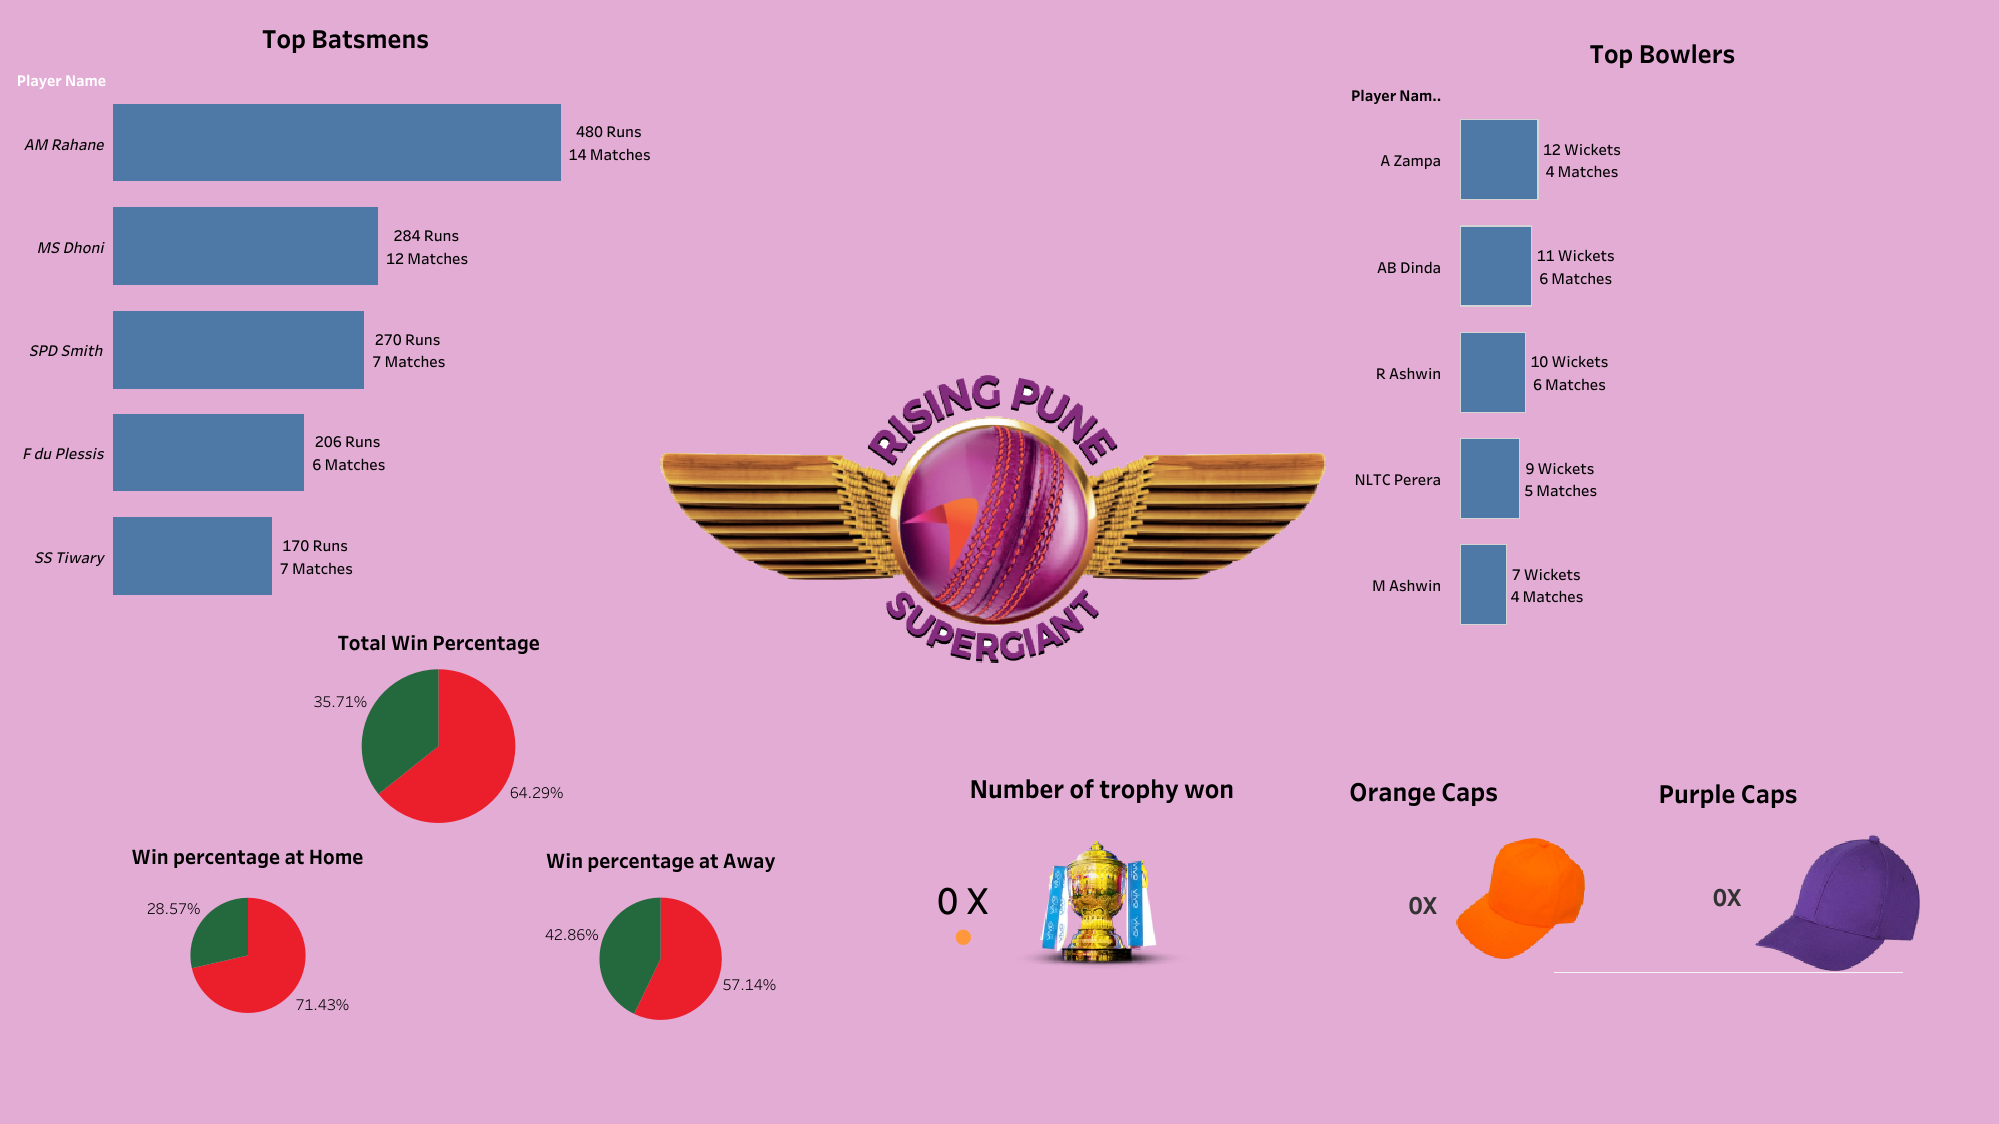 Top Batsmens
Player Name
AM Rahane
480 Runs
14 Matches
MS Dhoni
284 Runs
12 Matches
SPD Smith
270 Runs
7 Matches
F du Plessis
206 Runs
6 Matches
SS Tiwary
170 Runs
7 Matches
RISING PUNE
SUPERGIANT
Top Bowlers
Player Nam..
A Zampa
12 Wickets
4 Matches
AB Dinda
11 Wickets
6 Matches
R Ashwin
10 Wickets
6 Matches
NLTC Perera
9 Wickets
5 Matches
M Ashwin
7 Wickets
4 Matches
Total Win Percentage
35.71%
64.29%
Win percentage at Home
28.57%
71.43%
Win percentage at Away
42.86%
57.14%
Number of trophy won
0 X
Orange Caps
0X
Purple Caps
0X